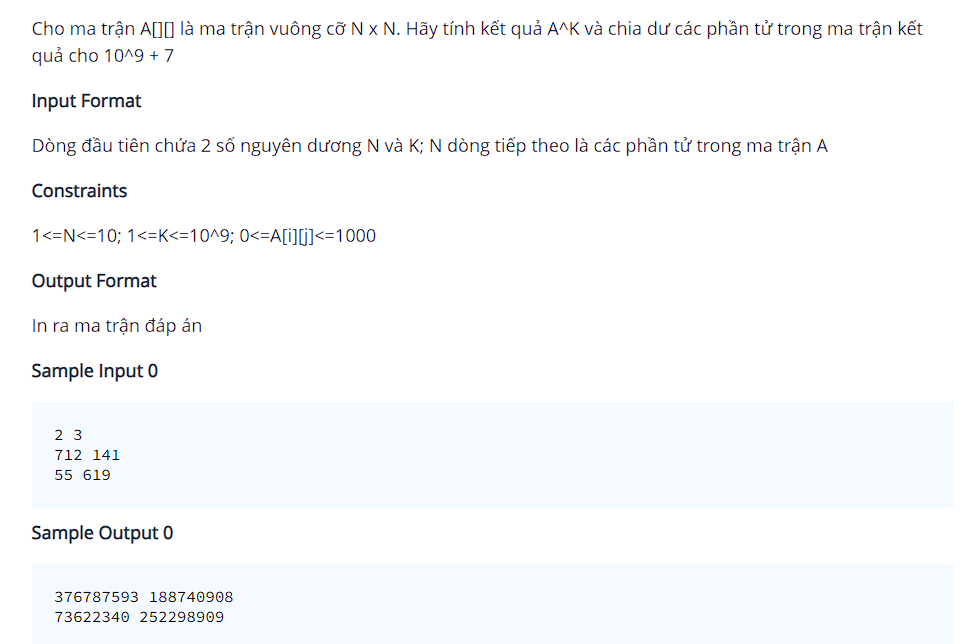 Cho ma trận A[][] là ma trận vuông cỡ N x N. Hãy tính kết quả A^K và chia dư các phần tử trong ma trận kết
quả cho 10^9 + 7
Input Format
Dòng đầu tiên chứa 2 số nguyên dương N và K; N dòng tiếp theo là các phần tử trong ma trận A
Constraints
1<=N<=10; 1<=K<=10^9; 0<=A[i][j]<=1000
Output Format
In ra ma trận đáp án
Sample Input 0
2 3
712 141
55 619
Sample Output 0
376787593 188740908
73622340 252298909